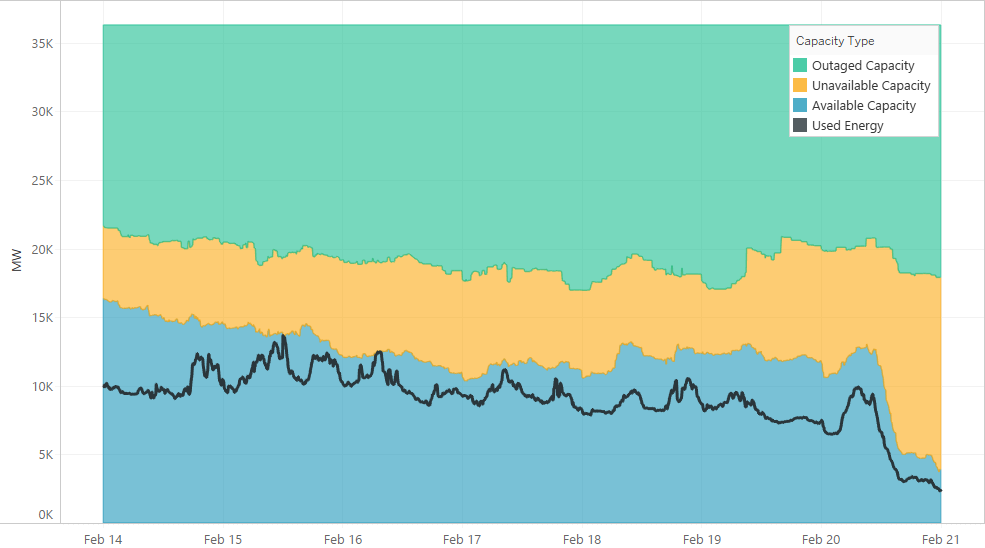 35K
30K
25K
20K
15K
10K
5K
0K
MW
Capacity Type
Outaged Capacity
Unavailable Capacity
Available Capacity
Used Energy
Feb 14 Feb 15 Feb 16 Feb 17 Feb 18 Feb 19 Feb 20 Feb 21